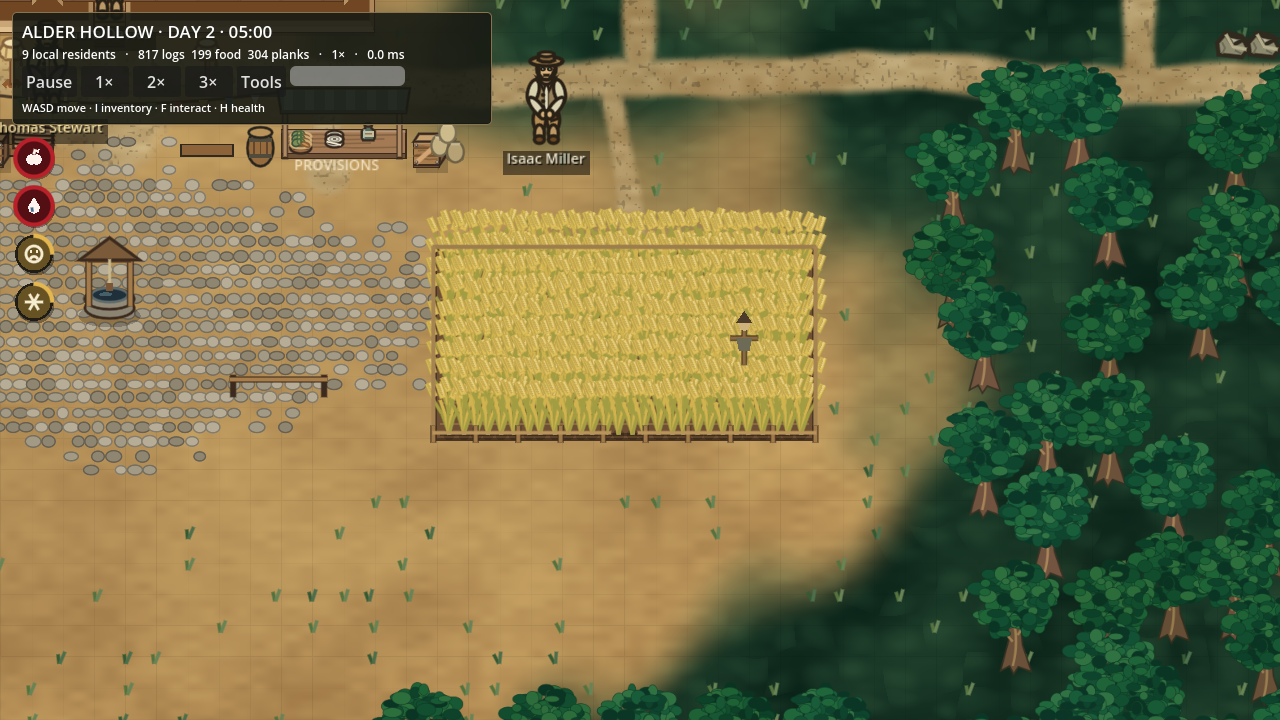 ALDER HOLLOW · DAY 2 · 05:00
9 local residents · 817 logs 199 food 304 planks · 1× · 0.0 ms
Pause 1× 2× 3× Tools
WASD move · I inventory · F interact · H health
homas Stewart
PROVISIONS
Isaac Miller